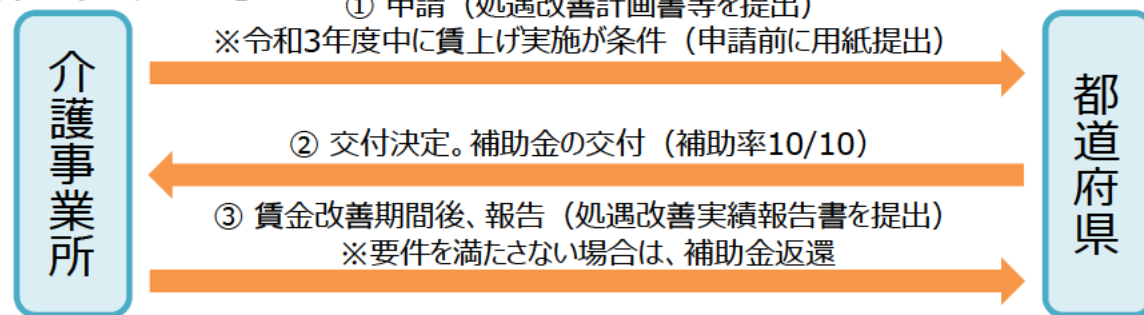 ① 申請（処遇改善計画書等を提出）
※令和3年度中に賃上げ実施が条件（申請前に用紙提出）
介護事業所
都道府県
② 交付決定。補助金の交付（補助率10/10）
③ 賃金改善期間後、報告（処遇改善実績報告書を提出）
※要件を満たさない場合は、補助金返還